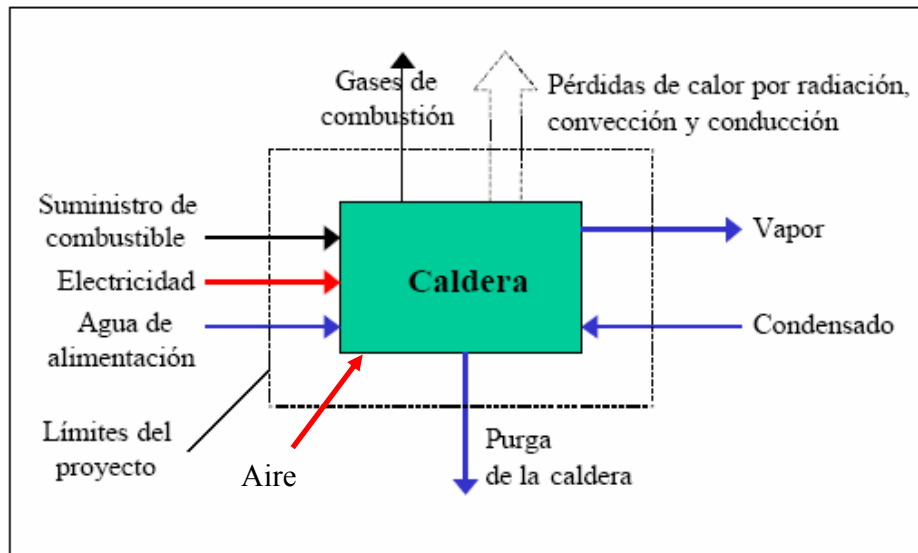 Gases de
combustión
Pérdidas de calor por radiación,
convección y conducción
Suministro de
combustible
Electricidad
Agua de
alimentación
Caldera
Vapor
Condensado
Límites del
proyecto
Aire
Purga
de la caldera